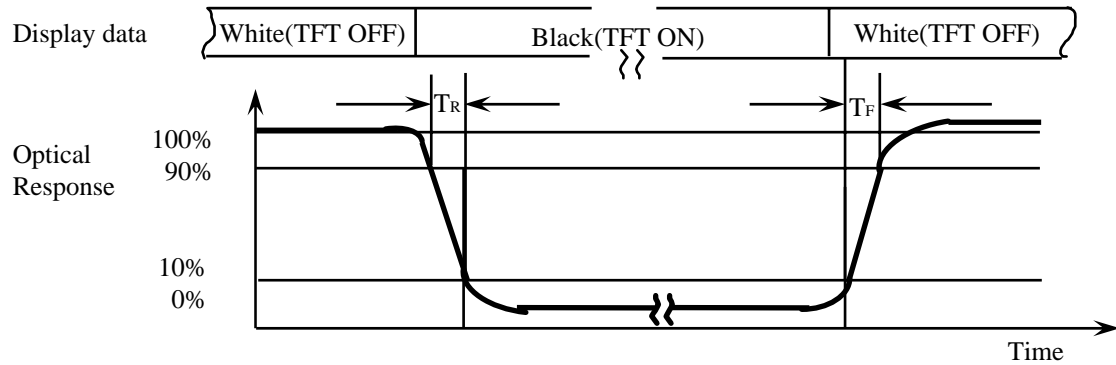 Display data
White(TFT OFF)
Black(TFT ON)
White(TFT OFF)
TR
TF
Optical
Response
100%
90%
10%
0%
Time